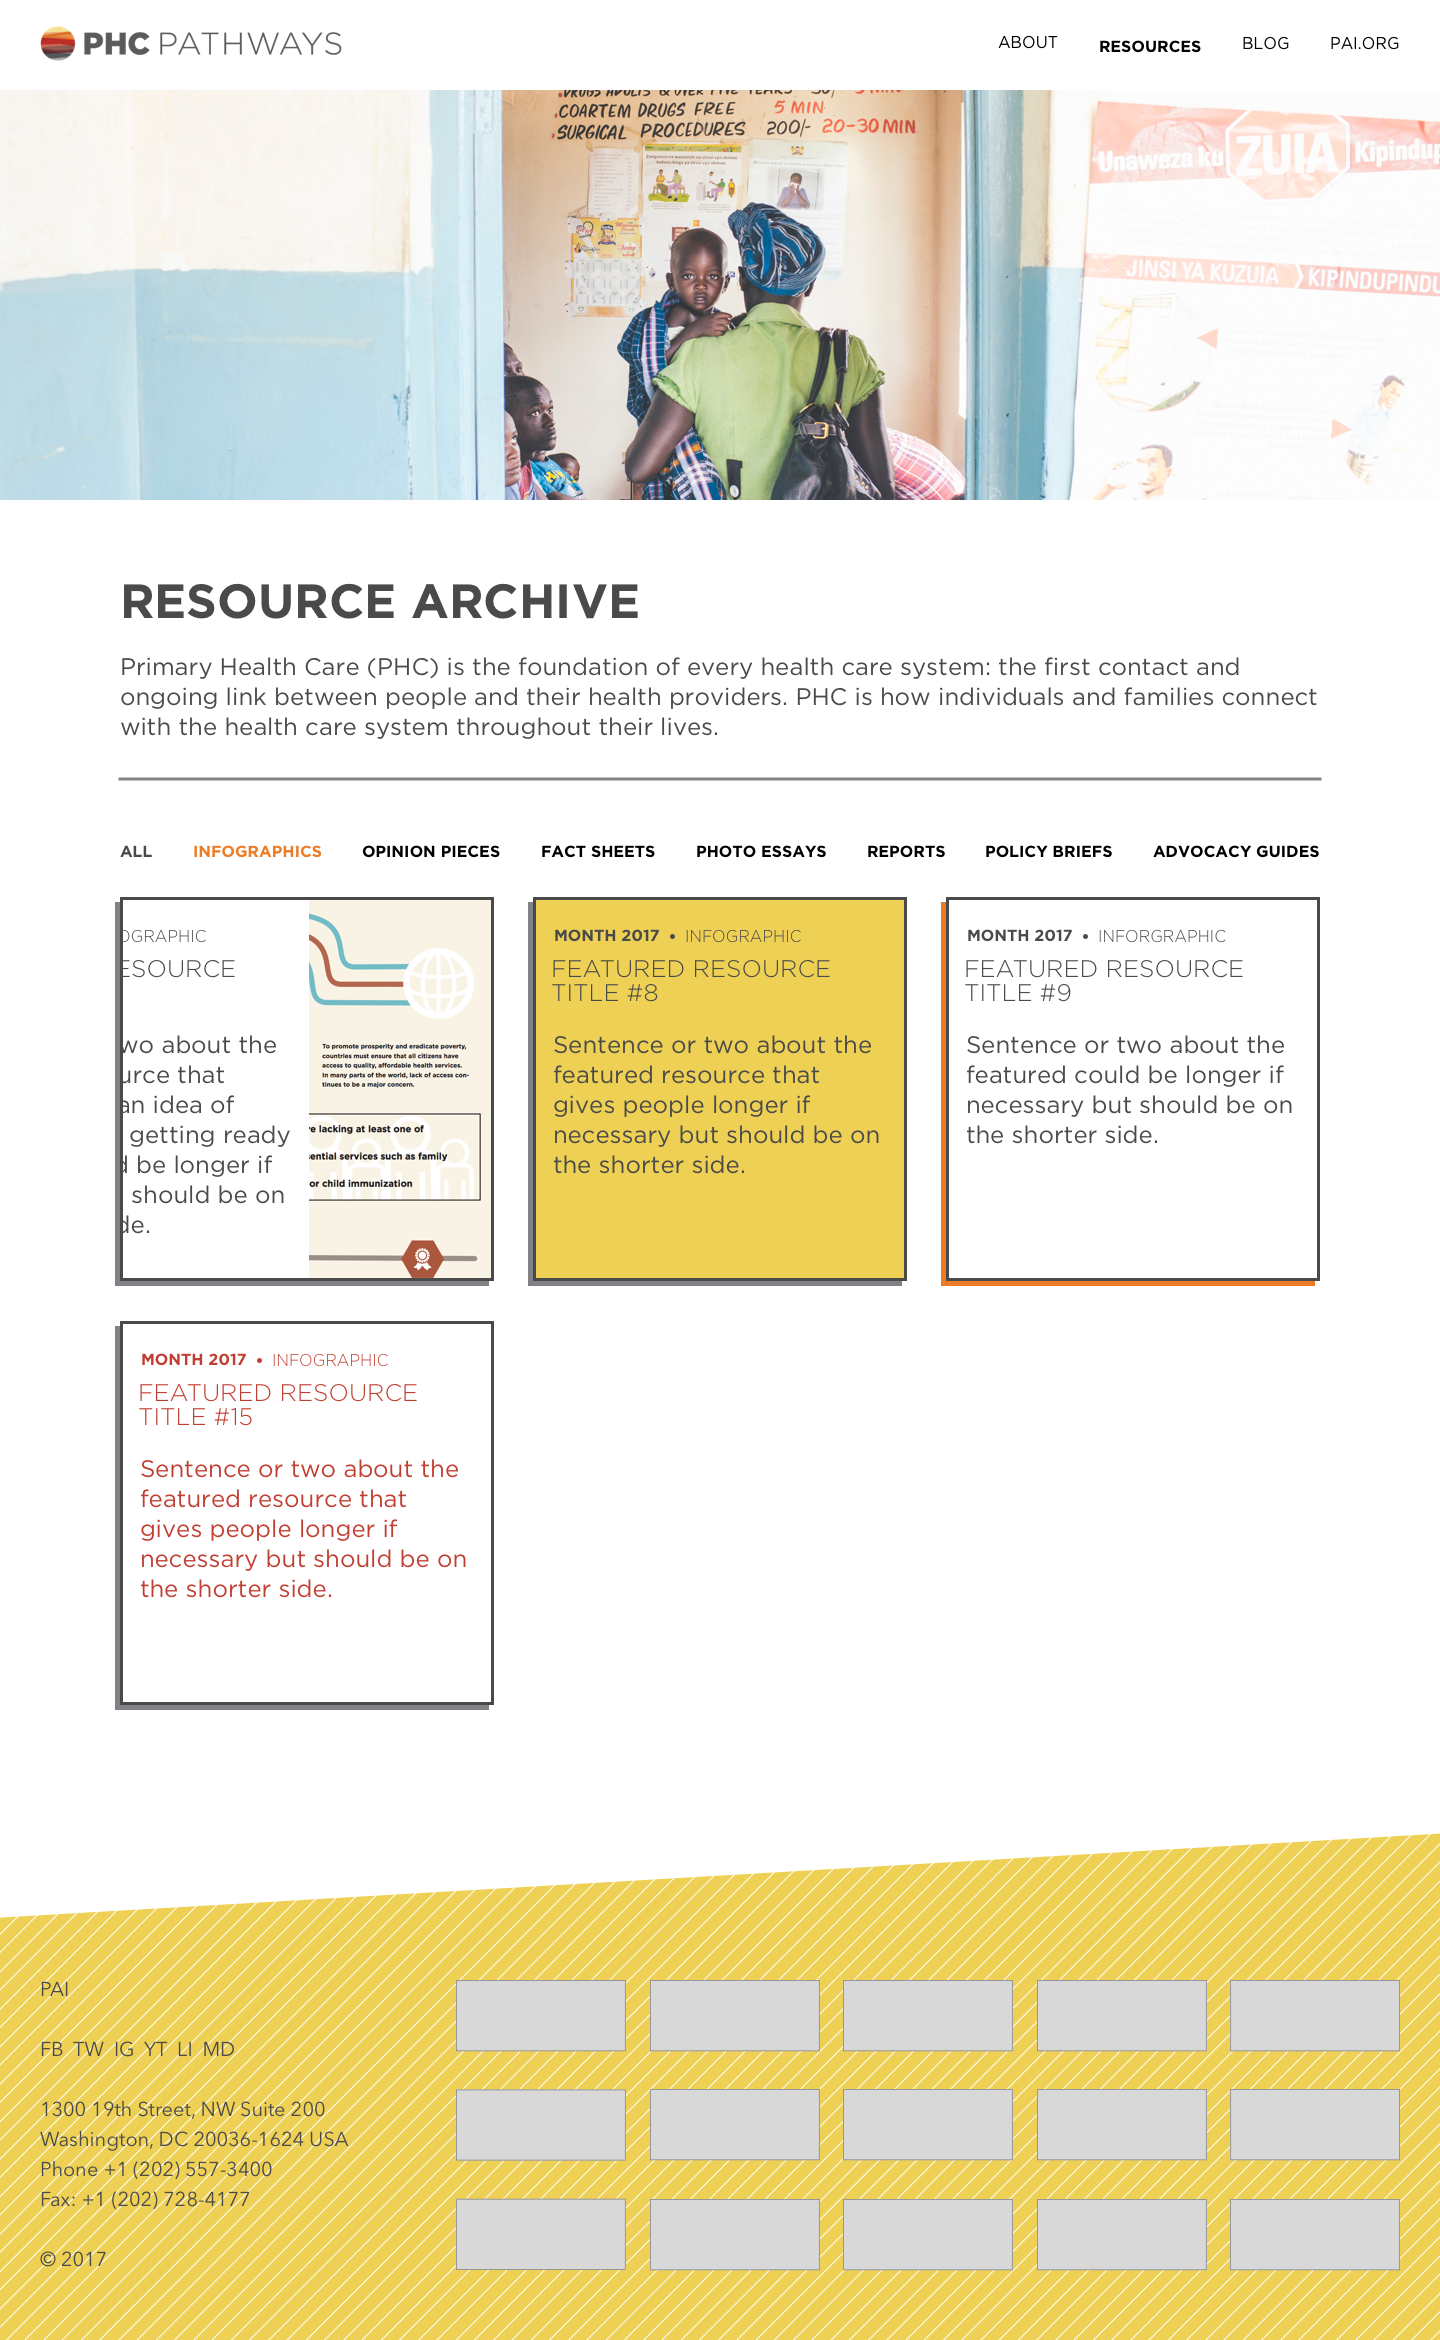 PHC PATHWAYS
ABOUT
RESOURCES
BLOG
PAI.ORG
COARTEM DRUGS FREE 5 MIN
SURGICAL PROCEDURES 200/- 20-30 MIN
Unaweza ku ZUIA Kipindup
JINSI YA KUZUIA KIPINDUPINDU
RESOURCE ARCHIVE
Primary Health Care (PHC) is the foundation of every health care system: the first contact and
ongoing link between people and their health providers. PHC is how individuals and families connect
with the health care system throughout their lives.
ALL
INFOGRAPHICS
OPINION PIECES
FACT SHEETS
PHOTO ESSAYS
REPORTS
POLICY BRIEFS
ADVOCACY GUIDES
OGRAPHIC
ESOURCE
wo about the
urce that
an idea of
getting ready
d be longer if
should be on
de.
To promote prosperity and eradicate poverty,
countries must ensure that all citizens have
access to quality, affordable health services.
In many parts of the world, lack of access con-
tinues to be a major concern.
re lacking at least one of
sential services such as family
or child immunization
MONTH 2017 • INFOGRAPHIC
FEATURED RESOURCE
TITLE #8
Sentence or two about the
featured resource that
gives people longer if
necessary but should be on
the shorter side.
MONTH 2017 • INFORGRAPHIC
FEATURED RESOURCE
TITLE #9
Sentence or two about the
featured could be longer if
necessary but should be on
the shorter side.
MONTH 2017 • INFOGRAPHIC
FEATURED RESOURCE
TITLE #15
Sentence or two about the
featured resource that
gives people longer if
necessary but should be on
the shorter side.
PAI
FB TW IG YT LI MD
1300 19th Street, NW Suite 200
Washington, DC 20036-1624 USA
Phone +1 (202) 557-3400
Fax: +1 (202) 728-4177
© 2017